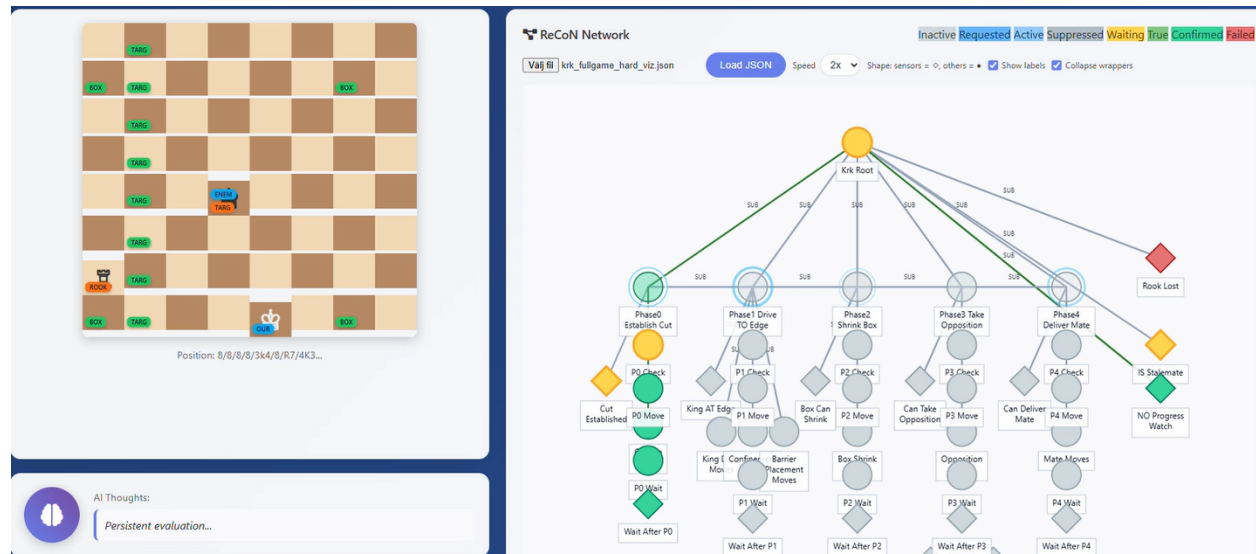 TARG
BOX TARG BOX
TARG
TARG
TARG ENEM
TARG
TARG
ROOK TARG
BOX TARG OUR BOX
Position: 8/8/8/8/3k4/8/R7/4K3...
AI Thoughts:
Persistent evaluation...
ReCoN Network
Inactive Requested Active Suppressed Waiting True Confirmed Failed
Välj fil krk_fullgame_hard_viz.json Load JSON Speed 2x Shape: sensors = ◇, others = ● Show labels Collapse wrappers
Krk Root
SUB
SUB SUB SUB SUB
SUB
SUB SUB SUB SUB
Rook Lost
Phase0 Establish Cut
Phase1 Drive TO Edge
Phase2 Shrink Box
Phase3 Take Opposition
Phase4 Deliver Mate
P0 Check P1 Check P2 Check P3 Check P4 Check IS Stalemate
Cut Established
P0 Move
King AT Edge
P1 Move
Box Can Shrink
P2 Move
Can Take Opposition
P3 Move
Can Deliver Mate
P4 Move
NO Progress Watch
King
Moves
Barrier Placement Moves
Box Shrink
Opposition
Mate Moves
P0 Wait
P1 Wait P2 Wait P3 Wait P4 Wait
Wait After P0
Wait After P1 Wait After P2 Wait After P3 Wait After P4